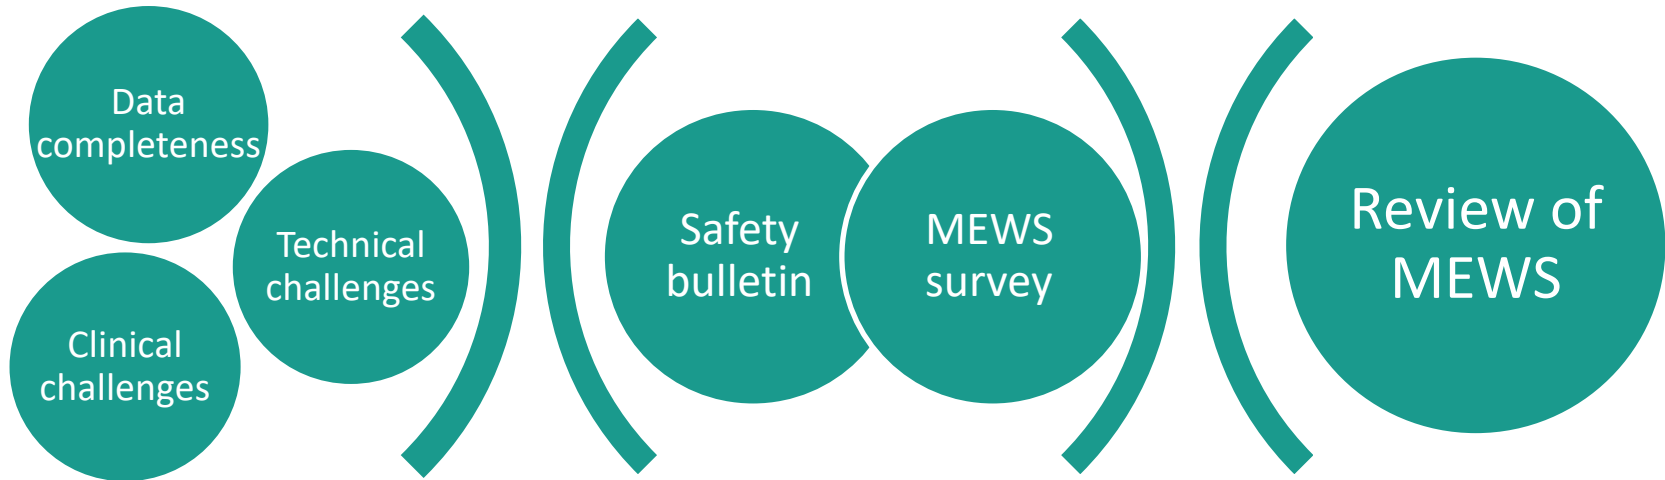 Data
completeness
Technical
challenges
Clinical
challenges
Safety
bulletin
MEWS
survey
Review of
MEWS